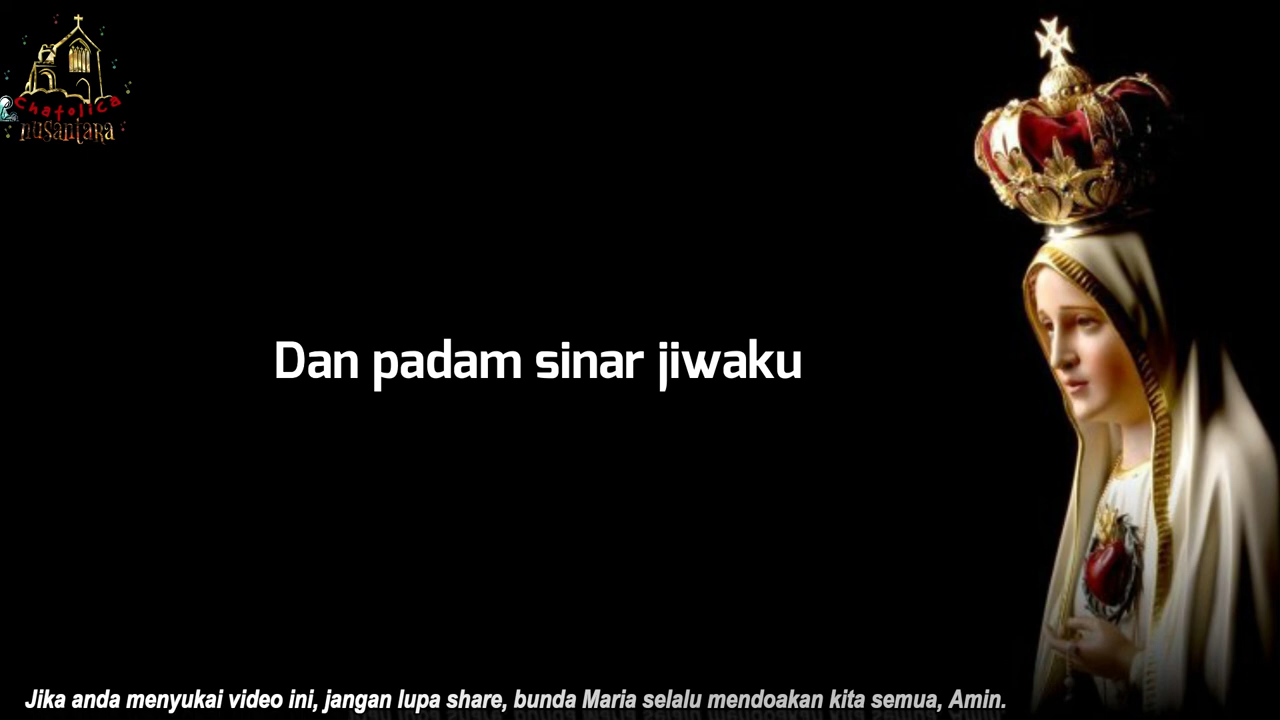 Chatolica
nusantara
Dan padam sinar jiwaku
Jika anda menyukai video ini, jangan lupa share, bunda Maria selalu mendoakan kita semua, Amin.